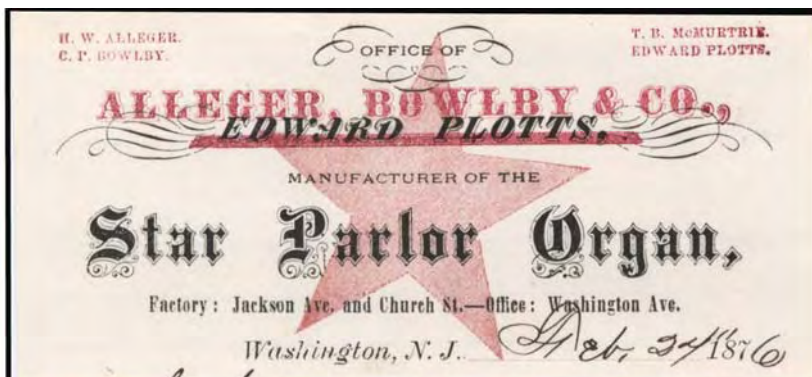 H. W. ALLEGER.
C. P. BOWLBY.
T. B. McMURTRIE.
EDWARD PLOTTS.
OFFICE OF
ALLEGER, BOWLBY & CO.,
EDWARD PLOTTS.
MANUFACTURER OF THE
Star Parlor Organ,
Factory: Jackson Ave. and Church St.—Office: Washington Ave.
Washington, N. J. Feb. 24" 1876